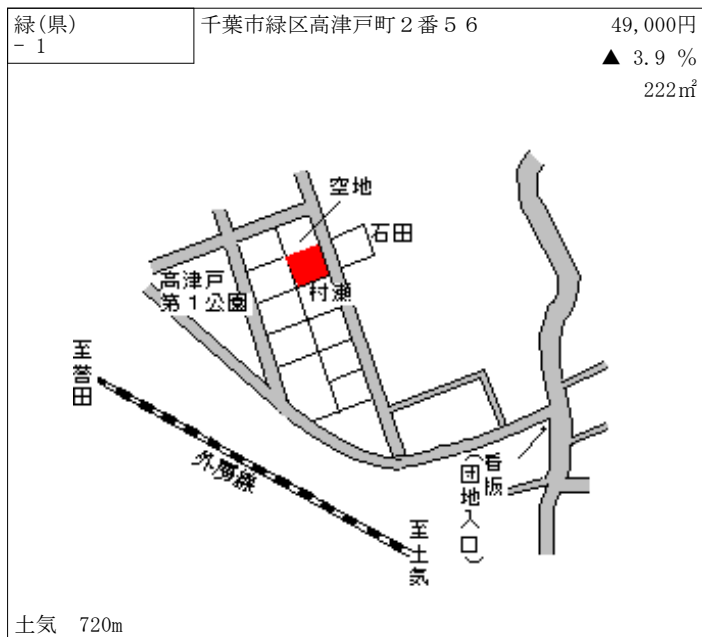 緑(県)
- 1
千葉市緑区高津戸町２番５６
49,000円
▲ 3.9 %
222㎡
空地
石田
高津戸
第１公園
村瀬
至誉田
外房線
至土気
看板
(団地入口)
土気　720m